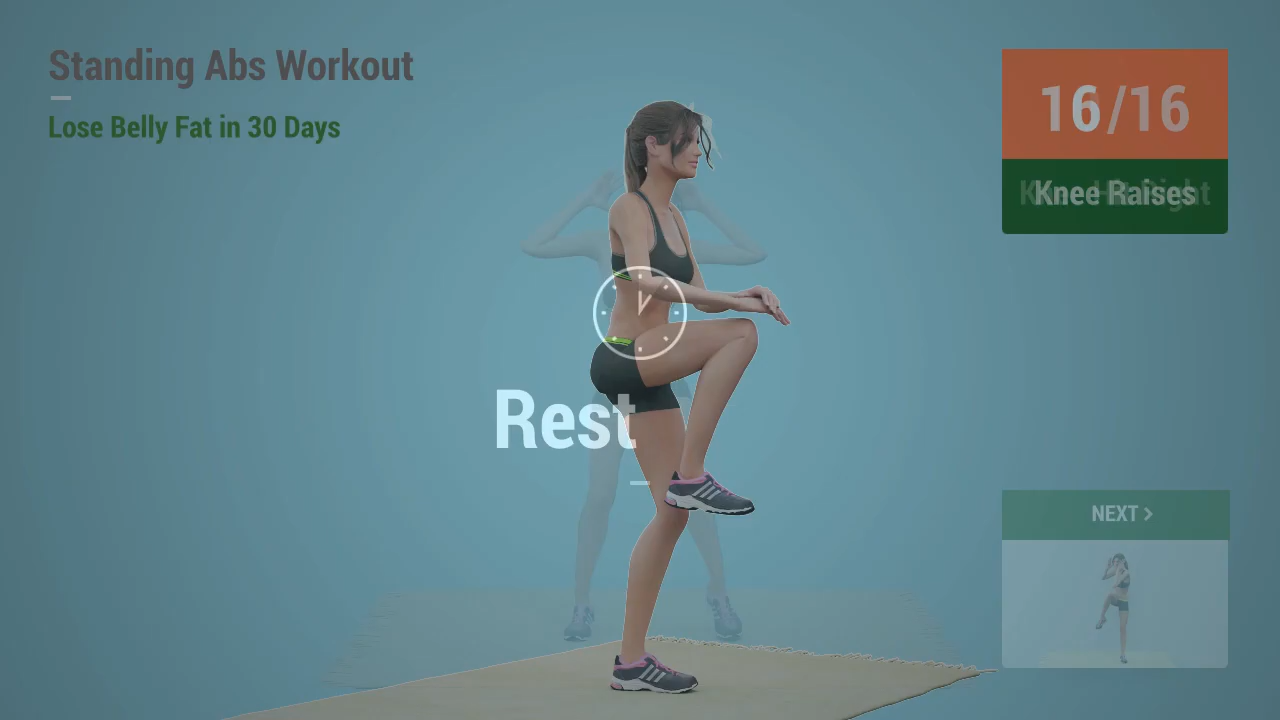 Standing Abs Workout
Lose Belly Fat in 30 Days
16/16
Knee Raises
Rest
NEXT >